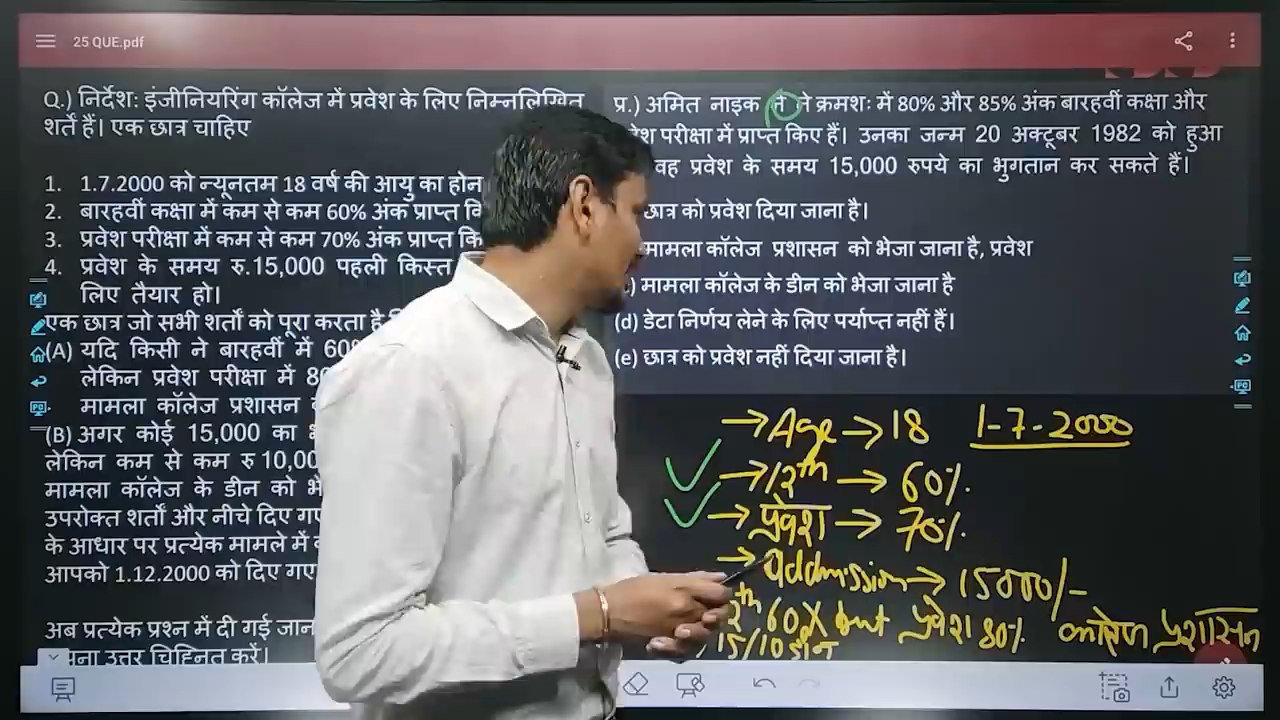 25 QUE.pdf
Q.) निर्देश: इंजीनियरिंग कॉलेज में प्रवेश के लिए निम्नलिखित
शर्तें हैं। एक छात्र चाहिए
1. 1.7.2000 को न्यूनतम 18 वर्ष की आयु का होन
2. बारहवीं कक्षा में कम से कम 60% अंक प्राप्त कि
3. प्रवेश परीक्षा में कम से कम 70% अंक प्राप्त कि
4. प्रवेश के समय रु.15,000 पहली किस्त
लिए तैयार हो।
एक छात्र जो सभी शर्तों को पूरा करता है
(A) यदि किसी ने बारहवीं में 60%
लेकिन प्रवेश परीक्षा में 8
मामला कॉलेज प्रशासन
(B) अगर कोई 15,000 का
लेकिन कम से कम रु 10,00
मामला कॉलेज के डीन को भे
उपरोक्त शर्तों और नीचे दिए गए
के आधार पर प्रत्येक मामले में
आपको 1.12.2000 को दिए गए
अब प्रत्येक प्रश्न में दी गई जान
पना उत्तर चिह्नित करें।
प्र.) अमित नाइक ने ने क्रमशः में 80% और 85% अंक बारहवीं कक्षा और
वेश परीक्षा में प्राप्त किए हैं। उनका जन्म 20 अक्टूबर 1982 को हुआ
वह प्रवेश के समय 15,000 रुपये का भुगतान कर सकते हैं।
छात्र को प्रवेश दिया जाना है।
मामला कॉलेज प्रशासन को भेजा जाना है, प्रवेश
) मामला कॉलेज के डीन को भेजा जाना है
(d) डेटा निर्णय लेने के लिए पर्याप्त नहीं हैं।
(e) छात्र को प्रवेश नहीं दिया जाना है।
→ Age → 18 1-7-2000
→ 12th → 60%
→ प्रवेश → 70%
→ addmission → 15000/-
2th 60 X but प्रवेश 80% कॉलेज प्रशासन
15/10 डीन